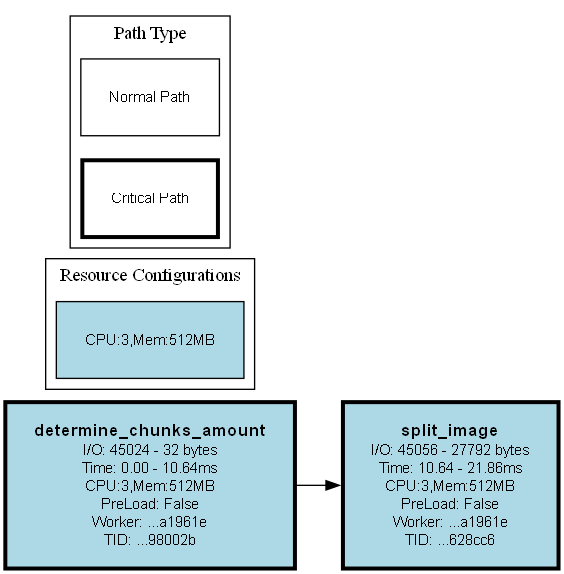 Path Type
Normal Path
Critical Path
Resource Configurations
CPU:3,Mem:512MB
determine_chunks_amount
I/O: 45024 - 32 bytes
Time: 0.00 - 10.64ms
CPU:3,Mem:512MB
PreLoad: False
Worker: ...a1961e
TID: ...98002b
split_image
I/O: 45056 - 27792 bytes
Time: 10.64 - 21.86ms
CPU:3,Mem:512MB
PreLoad: False
Worker: ...a1961e
TID: ...628cc6